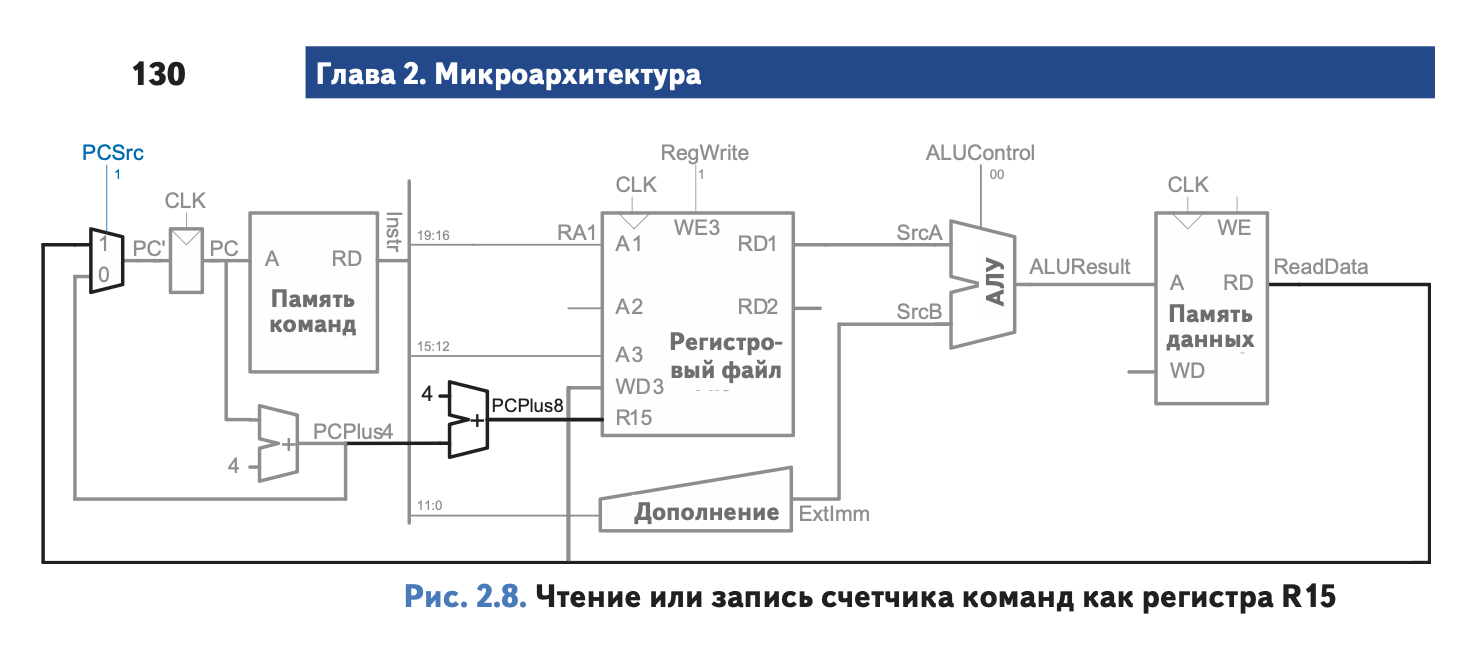 130 Глава 2. Микроархитектура
PCSrc
1
RegWrite
1
ALUControl
00
CLK
CLK
CLK
1
0
PC'
PC
A RD
Память
команд
Instr
19:16
RA1
A1
WE3
RD1
SrcA
АЛУ
ALUResult
WE
A RD
ReadData
Память
данных
WD
A2
RD2
SrcB
15:12
A3
Регистро-
вый файл
WD3
4
+
PCPlus8
R15
PCPlus4
+
4
11:0
Дополнение
ExtImm
Рис. 2.8. Чтение или запись счетчика команд как регистра R15